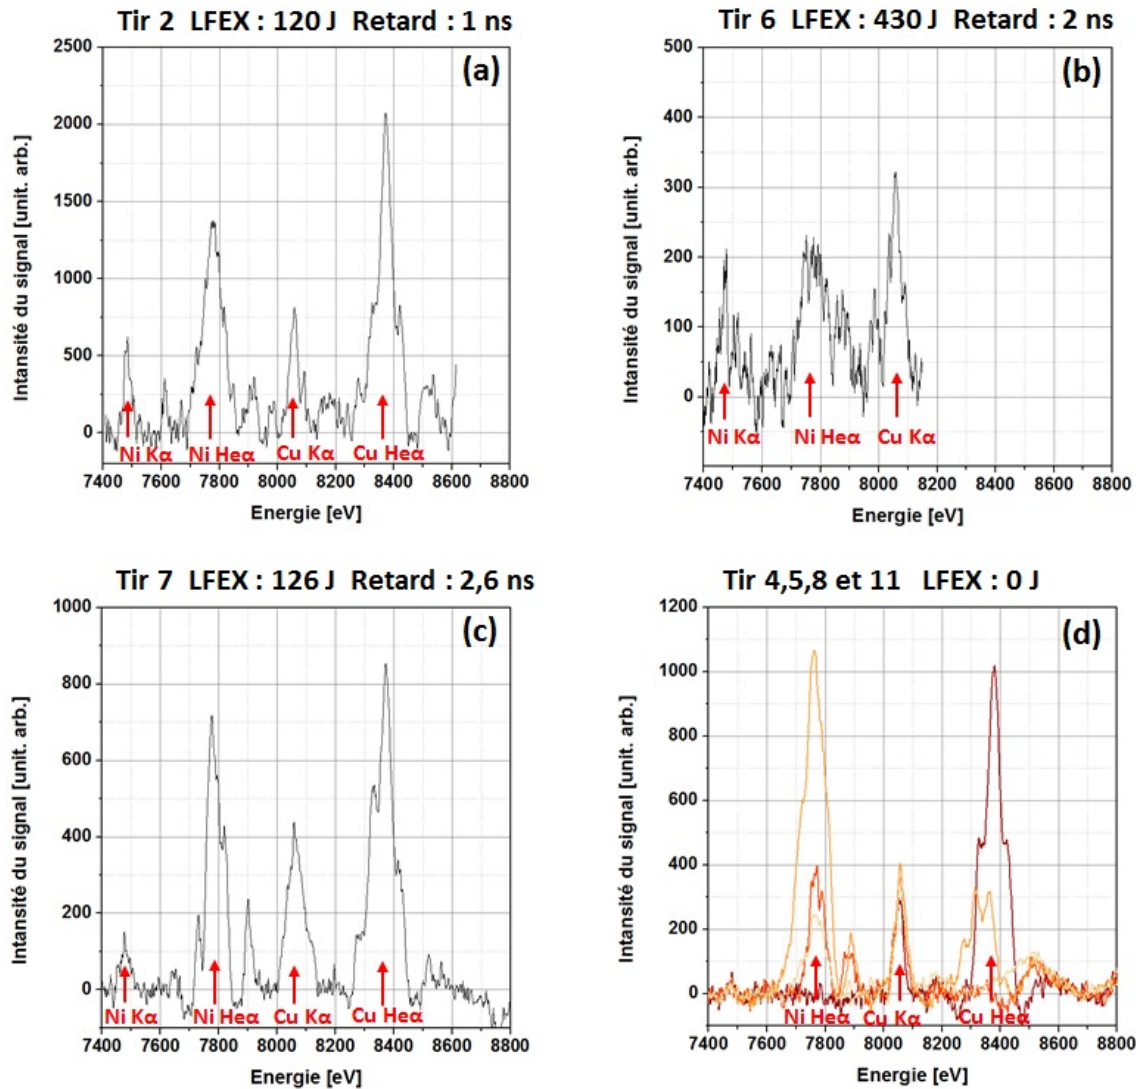 Tir 2 LFEX : 120 J Retard : 1 ns
(a)
Intansité du signal [unit. arb.]
2500
2000
1500
1000
500
0
Ni Kα
Ni Heα
Cu Kα
Cu Heα
7400 7600 7800 8000 8200 8400 8600 8800
Energie [eV]
Tir 6 LFEX : 430 J Retard : 2 ns
(b)
Intansité du signal [unit. arb.]
500
400
300
200
100
0
Ni Kα
Ni Heα
Cu Kα
7400 7600 7800 8000 8200 8400 8600 8800
Energie [eV]
Tir 7 LFEX : 126 J Retard : 2,6 ns
(c)
Intansité du signal [unit. arb.]
1000
800
600
400
200
0
Ni Kα
Ni Heα
Cu Kα
Cu Heα
7400 7600 7800 8000 8200 8400 8600 8800
Energie [eV]
Tir 4,5,8 et 11 LFEX : 0 J
(d)
Intansité du signal [unit. arb.]
1200
1000
800
600
400
200
0
Ni Heα
Cu Kα
Cu Heα
7400 7600 7800 8000 8200 8400 8600 8800
Energie [eV]